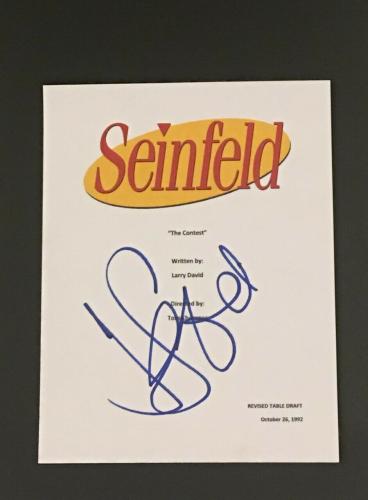 Seinfeld
"The Contest"
Written by:
Larry David
Directed by:
REVISED TABLE DRAFT
October 26, 1992